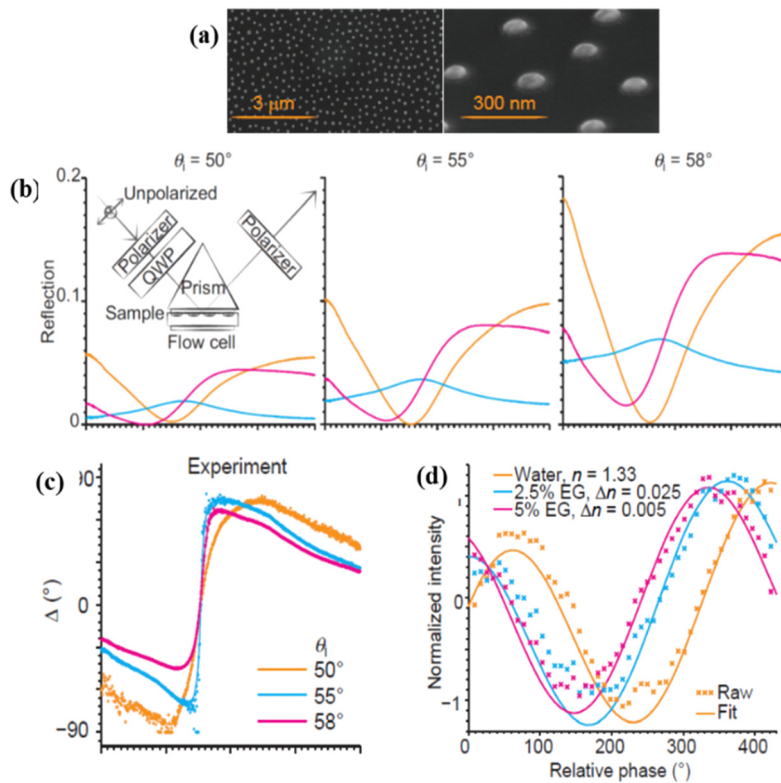 (a)
3 μm
300 nm
(b)
θi = 50°
θi = 55°
θi = 58°
0.2
0.1
0
Reflection
Unpolarized
Polarizer
QWP
Prism
Polarizer
Sample
Flow cell
(c)
Experiment
90
0
−90
Δ (°)
θi
50°
55°
58°
(d)
Water, n = 1.33
2.5% EG, Δn = 0.025
5% EG, Δn = 0.005
1
0
−1
Normalized intensity
Raw
Fit
0 100 200 300 400
Relative phase (°)